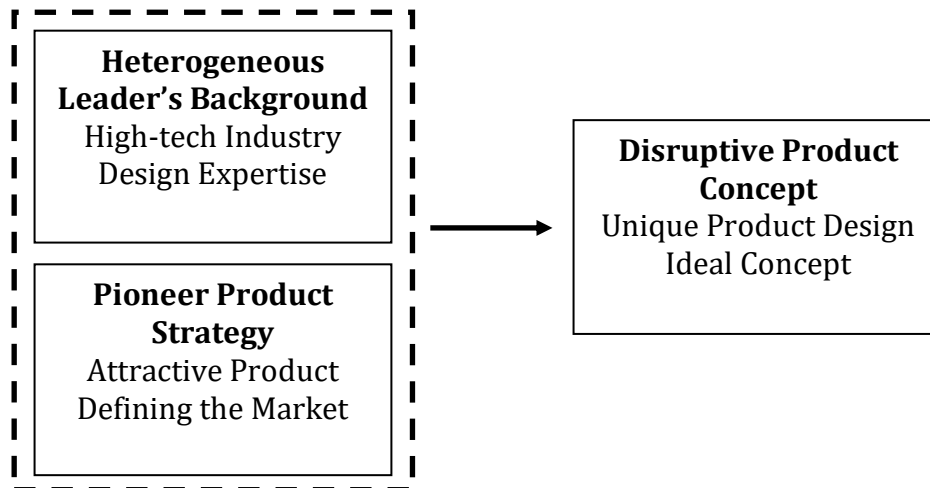 Heterogeneous
Leader's Background
High-tech Industry
Design Expertise
Pioneer Product
Strategy
Attractive Product
Defining the Market
Disruptive Product
Concept
Unique Product Design
Ideal Concept